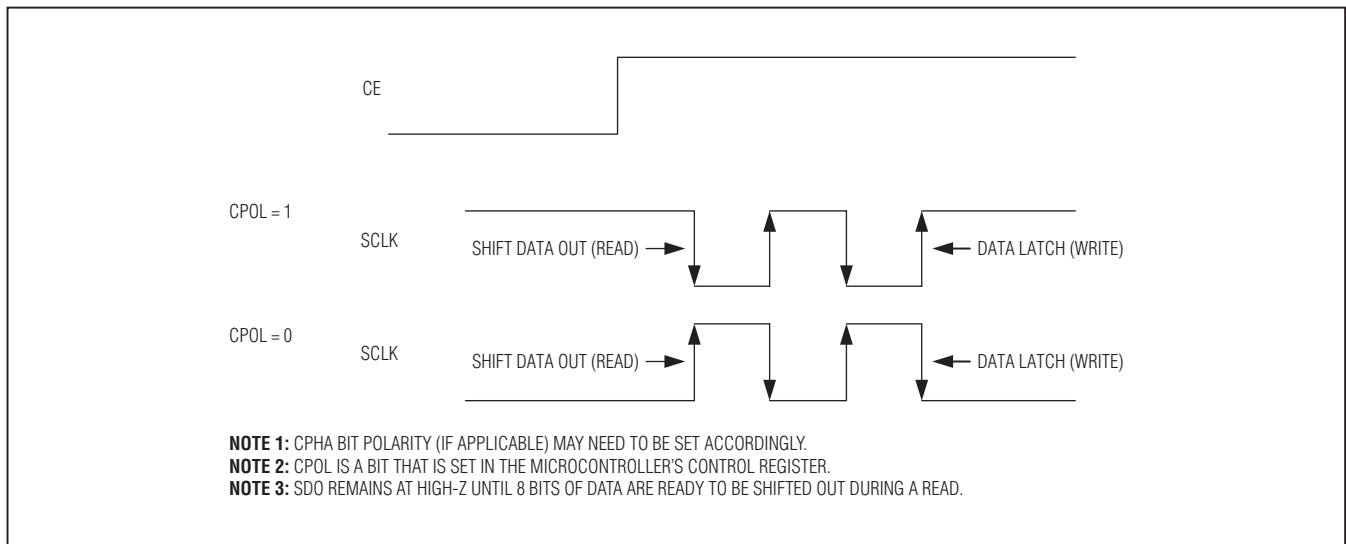 CE
CPOL = 1
SCLK
SHIFT DATA OUT (READ)
DATA LATCH (WRITE)
CPOL = 0
SCLK
SHIFT DATA OUT (READ)
DATA LATCH (WRITE)
NOTE 1: CPHA BIT POLARITY (IF APPLICABLE) MAY NEED TO BE SET ACCORDINGLY.
NOTE 2: CPOL IS A BIT THAT IS SET IN THE MICROCONTROLLER'S CONTROL REGISTER.
NOTE 3: SDO REMAINS AT HIGH-Z UNTIL 8 BITS OF DATA ARE READY TO BE SHIFTED OUT DURING A READ.